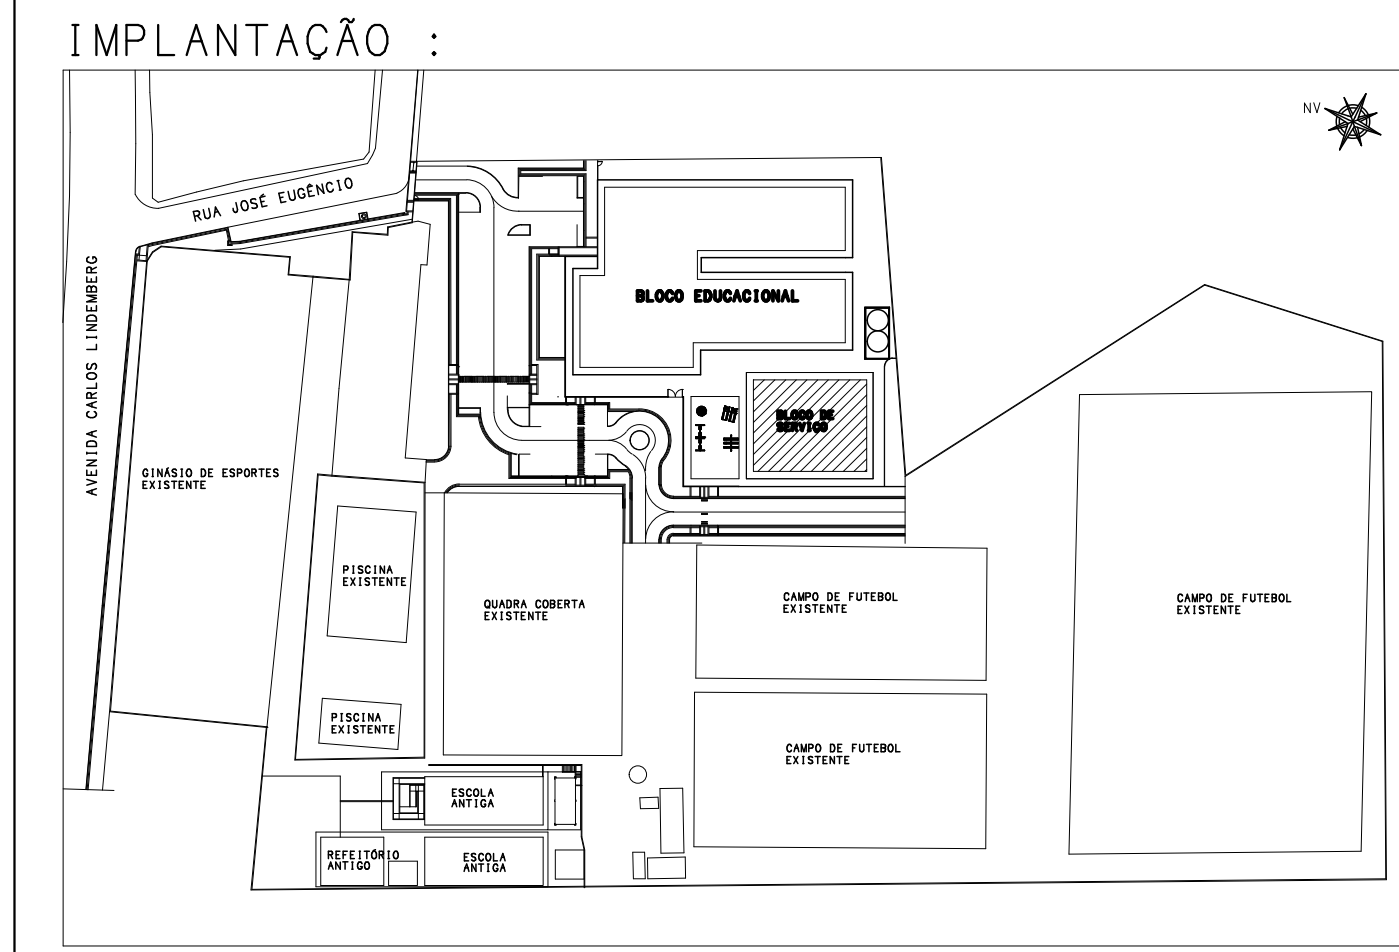 IMPLANTAÇÃO :
NV
RUA JOSÉ EUGÊNCIO
AVENIDA CARLOS LINDEMBERG
BLOCO EDUCACIONAL
BLOCO DE
SERVIÇO
GINÁSIO DE ESPORTES
EXISTENTE
PISCINA
EXISTENTE
QUADRA COBERTA
EXISTENTE
CAMPO DE FUTEBOL
EXISTENTE
CAMPO DE FUTEBOL
EXISTENTE
PISCINA
EXISTENTE
CAMPO DE FUTEBOL
EXISTENTE
ESCOLA
ANTIGA
REFEITÓRIO
ANTIGO
ESCOLA
ANTIGA